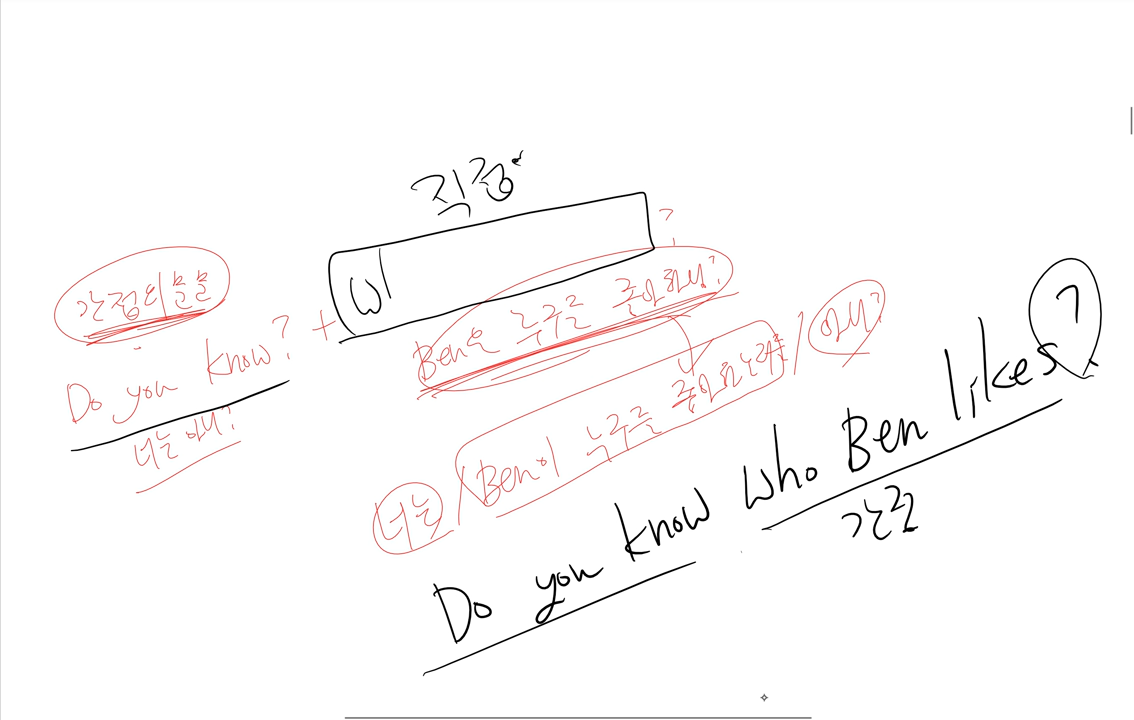 직접
W
간접의문문
Do you know? + Ben은 누구를 좋아하니?
너는 아니?
너는 / Ben이 누구를 좋아하는지를 / 아니?
Do you know who Ben likes?
간접